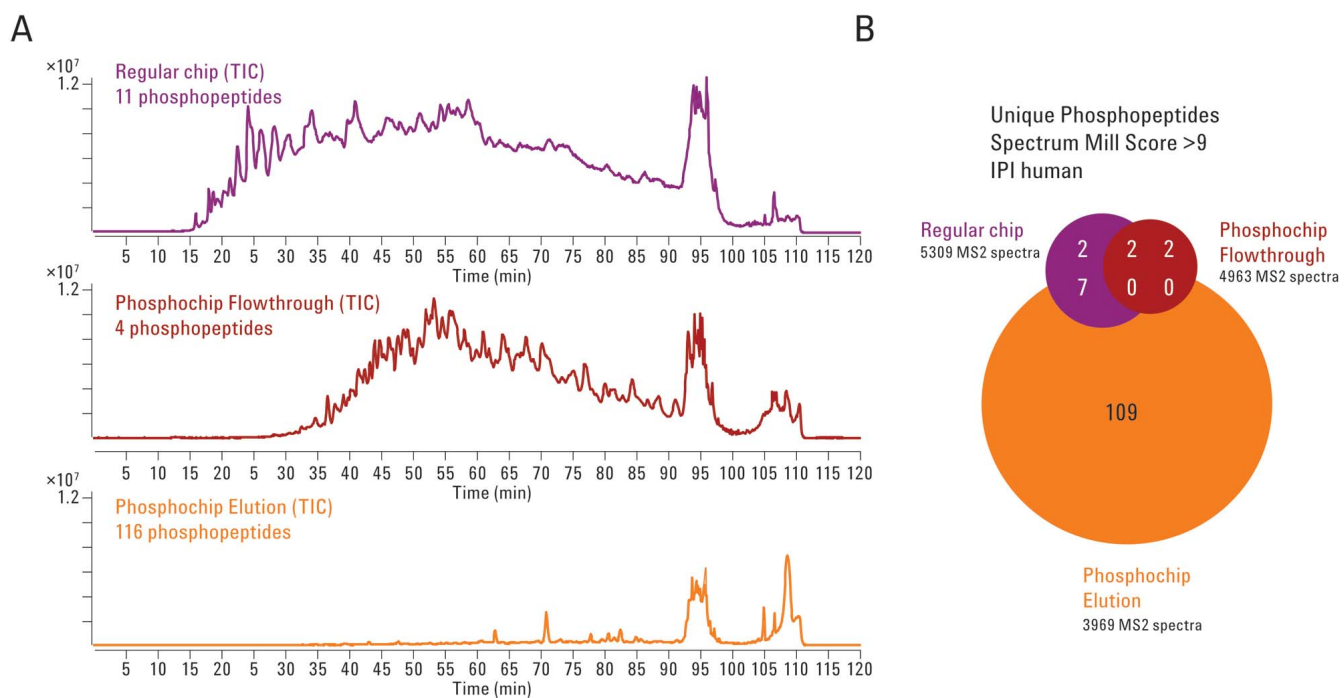 A
×10⁷
1.2
Regular chip (TIC)
11 phosphopeptides
5 10 15 20 5 30 35 40 45 50 55 60 65 70 75 80 85 90 95 100 105 110 120
Time (min)
×10⁷
1.2
Phosphochip Flowthrough (TIC)
4 phosphopeptides
5 10 15 20 5 30 35 40 45 50 55 60 65 70 75 80 85 90 95 100 105 110 120
Time (min)
×10⁷
1.2
Phosphochip Elution (TIC)
116 phosphopeptides
5 10 15 20 5 30 35 40 45 50 55 60 65 70 75 80 85 90 95 100 105 110 120
Time (min)
B
Unique Phosphopeptides
Spectrum Mill Score >9
IPI human
Regular chip
5309 MS2 spectra
2 2 2
7 0 0
Phosphochip
Flowthrough
4963 MS2 spectra
109
Phosphochip
Elution
3969 MS2 spectra